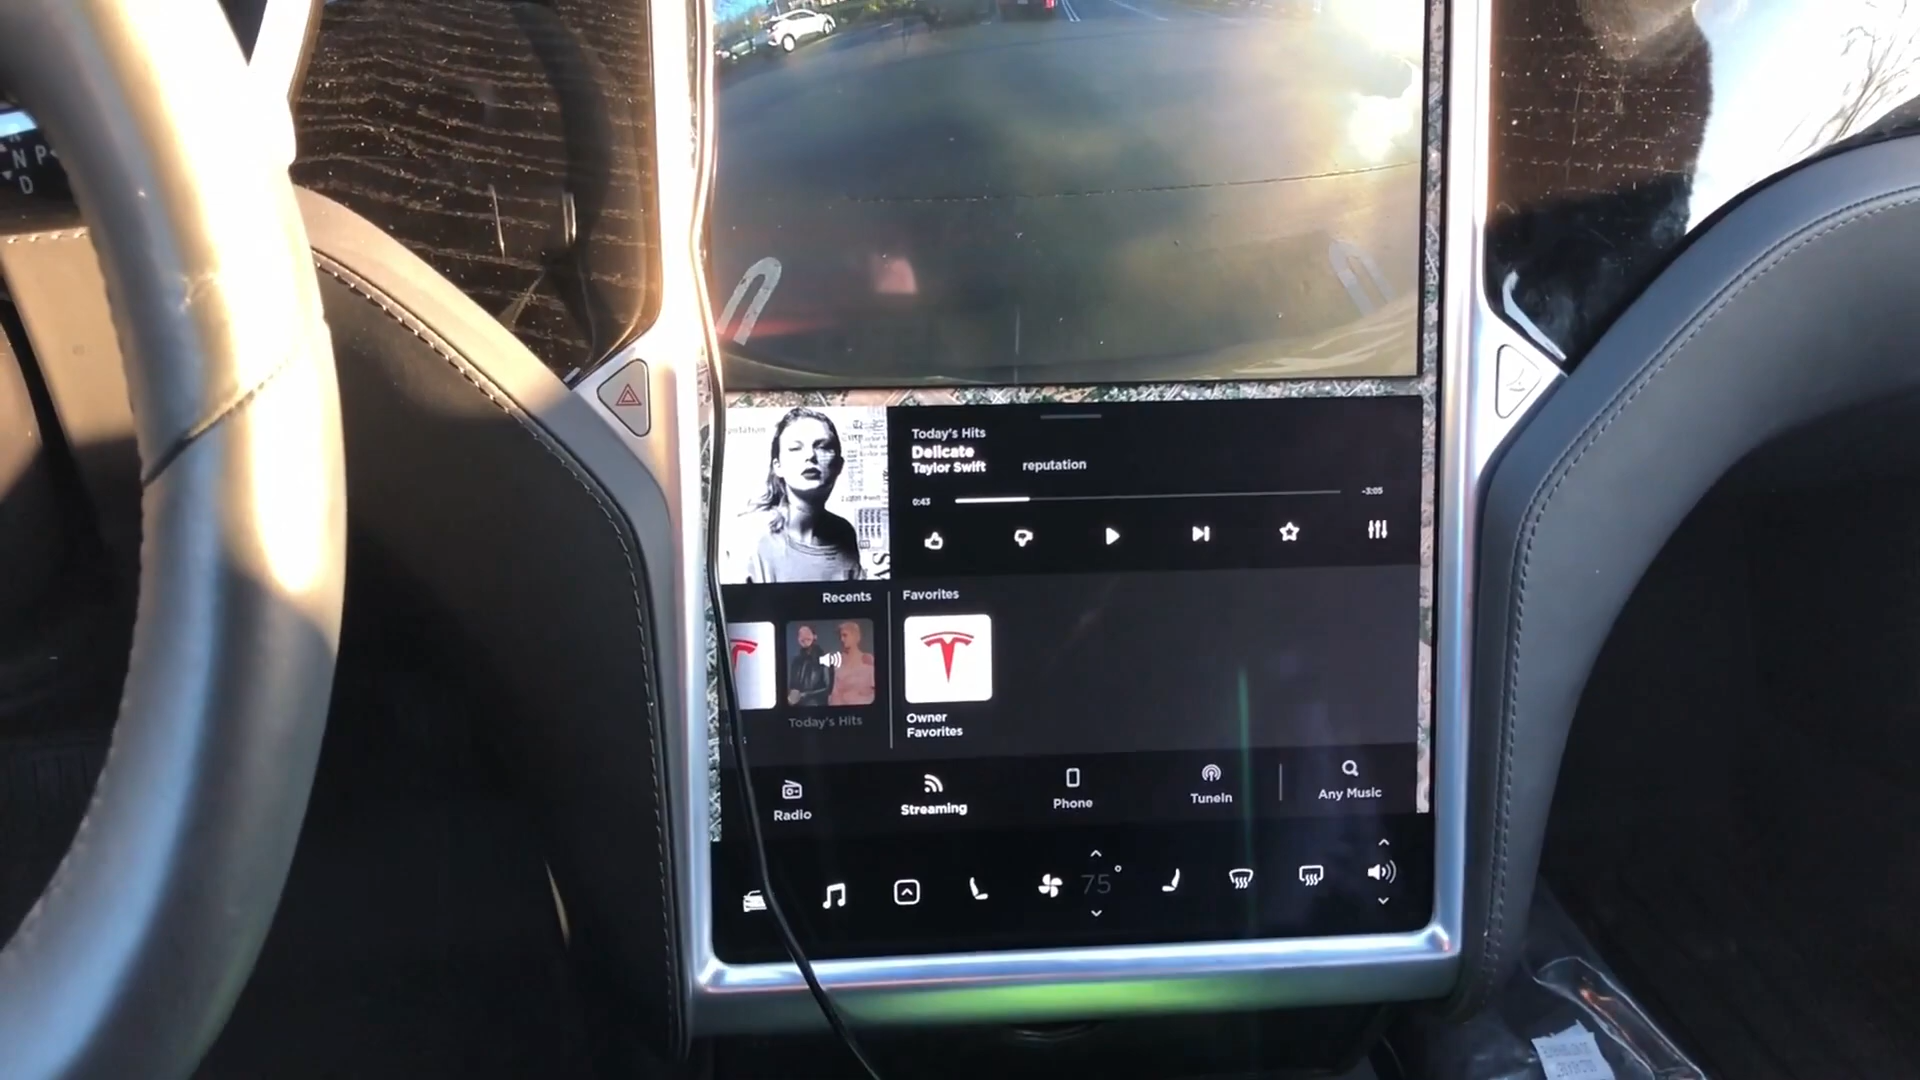 N P
D
Today's Hits
Delicate
Taylor Swift reputation
0:43 -3:05
Recents Favorites
Today's Hits
Owner
Favorites
Radio Streaming Phone TuneIn Any Music
75°